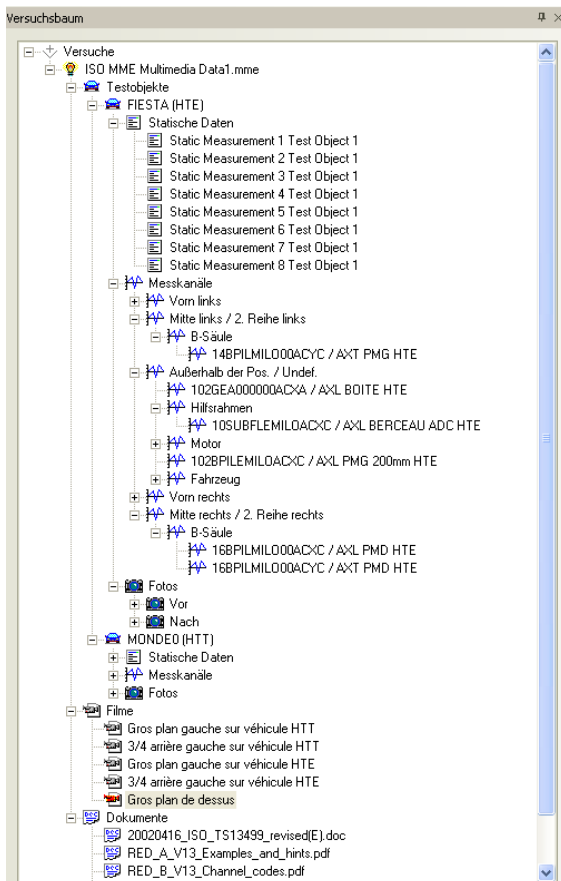 Versuchsbaum
Versuche
ISO MME Multimedia Data1.mme
Testobjekte
FIESTA (HTE)
Statische Daten
Static Measurement 1 Test Object 1
Static Measurement 2 Test Object 1
Static Measurement 3 Test Object 1
Static Measurement 4 Test Object 1
Static Measurement 5 Test Object 1
Static Measurement 6 Test Object 1
Static Measurement 7 Test Object 1
Static Measurement 8 Test Object 1
Messkanäle
Vorn links
Mitte links / 2. Reihe links
B-Säule
14BPILMILO00ACYC / AXT PMG HTE
Außerhalb der Pos. / Undef.
102GEA000000ACXA / AXL BOITE HTE
Hilfsrahmen
10SUBFLEMILOACXC / AXL BERCEAU ADC HTE
Motor
102BPILEMILOACXC / AXL PMG 200mm HTE
Fahrzeug
Vorn rechts
Mitte rechts / 2. Reihe rechts
B-Säule
16BPILMILO00ACXC / AXL PMD HTE
16BPILMILO00ACYC / AXT PMD HTE
Fotos
Vor
Nach
MONDEO (HTT)
Statische Daten
Messkanäle
Fotos
Filme
Gros plan gauche sur véhicule HTT
3/4 arrière gauche sur véhicule HTT
Gros plan gauche sur véhicule HTE
3/4 arrière gauche sur véhicule HTE
Gros plan de dessus
Dokumente
20020416_ISO_TS13499_revised(E).doc
RED_A_V13_Examples_and_hints.pdf
RED_B_V13_Channel_codes.pdf